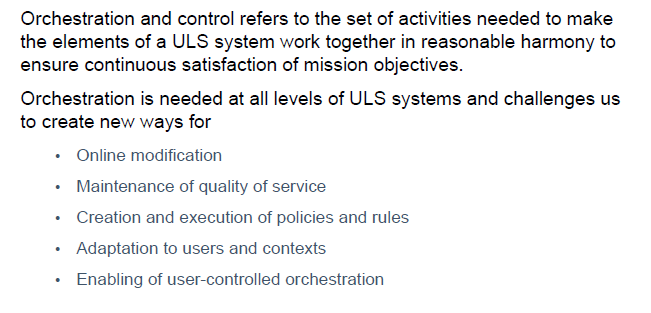 Orchestration and control refers to the set of activities needed to make
the elements of a ULS system work together in reasonable harmony to
ensure continuous satisfaction of mission objectives.
Orchestration is needed at all levels of ULS systems and challenges us
to create new ways for
• Online modification
• Maintenance of quality of service
• Creation and execution of policies and rules
• Adaptation to users and contexts
• Enabling of user-controlled orchestration